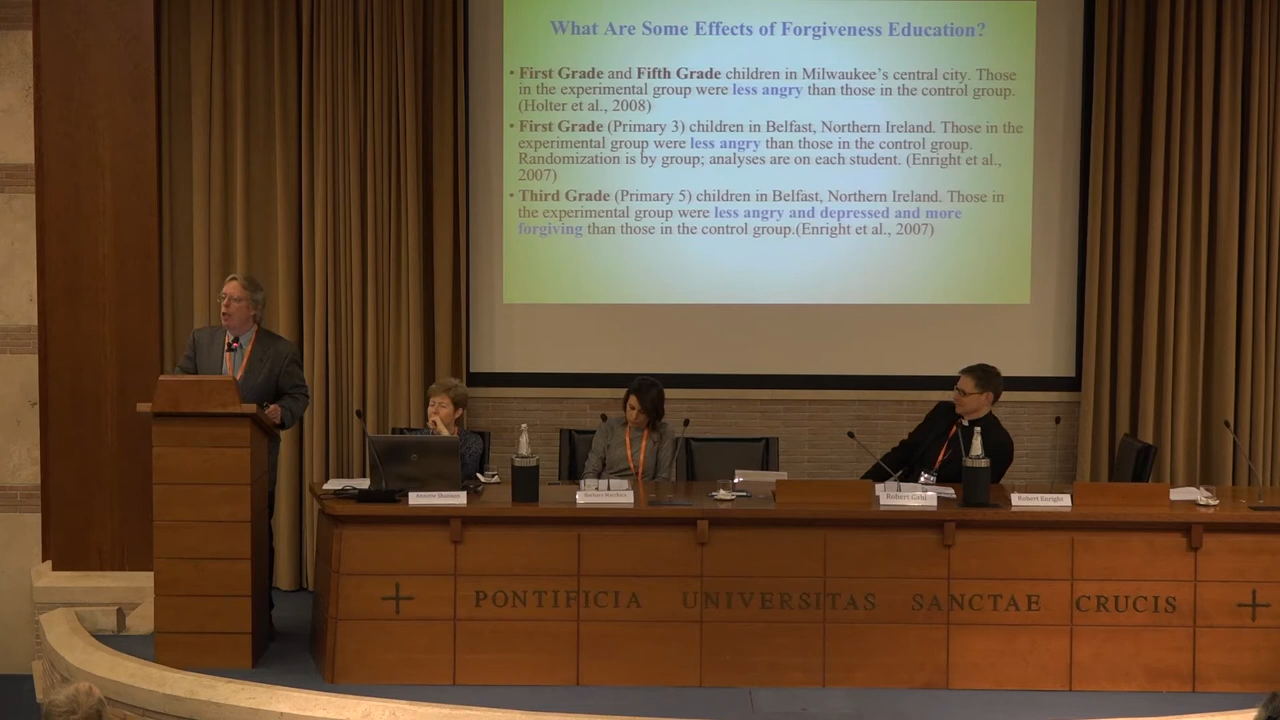 What Are Some Effects of Forgiveness Education?
• First Grade and Fifth Grade children in Milwaukee's central city. Those
in the experimental group were less angry than those in the control group.
(Holter et al., 2008)
• First Grade (Primary 3) children in Belfast, Northern Ireland. Those in the
experimental group were less angry than those in the control group.
Randomization is by group; analyses are on each student. (Enright et al.,
2007)
• Third Grade (Primary 5) children in Belfast, Northern Ireland. Those in
the experimental group were less angry and depressed and more
forgiving than those in the control group.(Enright et al., 2007)
Annette Shannon
Barbara
Robert Gahl
Robert Enright
PONTIFICIA UNIVERSITAS SANCTAE CRUCIS